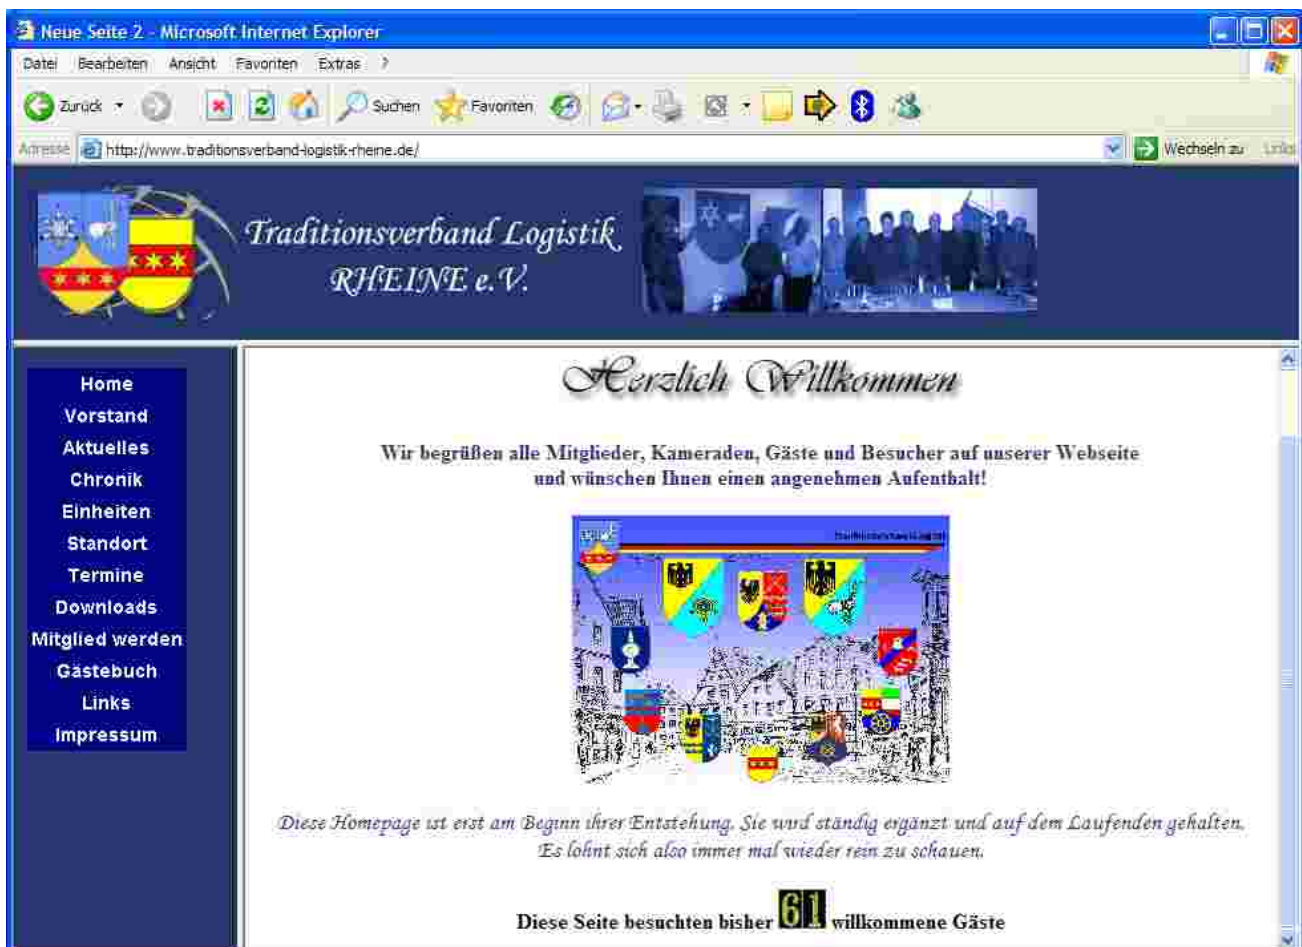 Neue Seite 2 - Microsoft Internet Explorer
Datei Bearbeiten Ansicht Favoriten Extras ?
Zurück Suchen Favoriten
Adresse http://www.traditionsverband-logistik-rheine.de/ Wechseln zu Links
Traditionsverband Logistik
RHEINE e.V.
Home
Vorstand
Aktuelles
Chronik
Einheiten
Standort
Termine
Downloads
Mitglied werden
Gästebuch
Links
Impressum
Herzlich Willkommen
Wir begrüßen alle Mitglieder, Kameraden, Gäste und Besucher auf unserer Webseite
und wünschen Ihnen einen angenehmen Aufenthalt!
Diese Homepage ist erst am Beginn ihrer Entstehung. Sie wird ständig ergänzt und auf dem Laufenden gehalten.
Es lohnt sich also immer mal wieder rein zu schauen.
Diese Seite besuchten bisher 61 willkommene Gäste